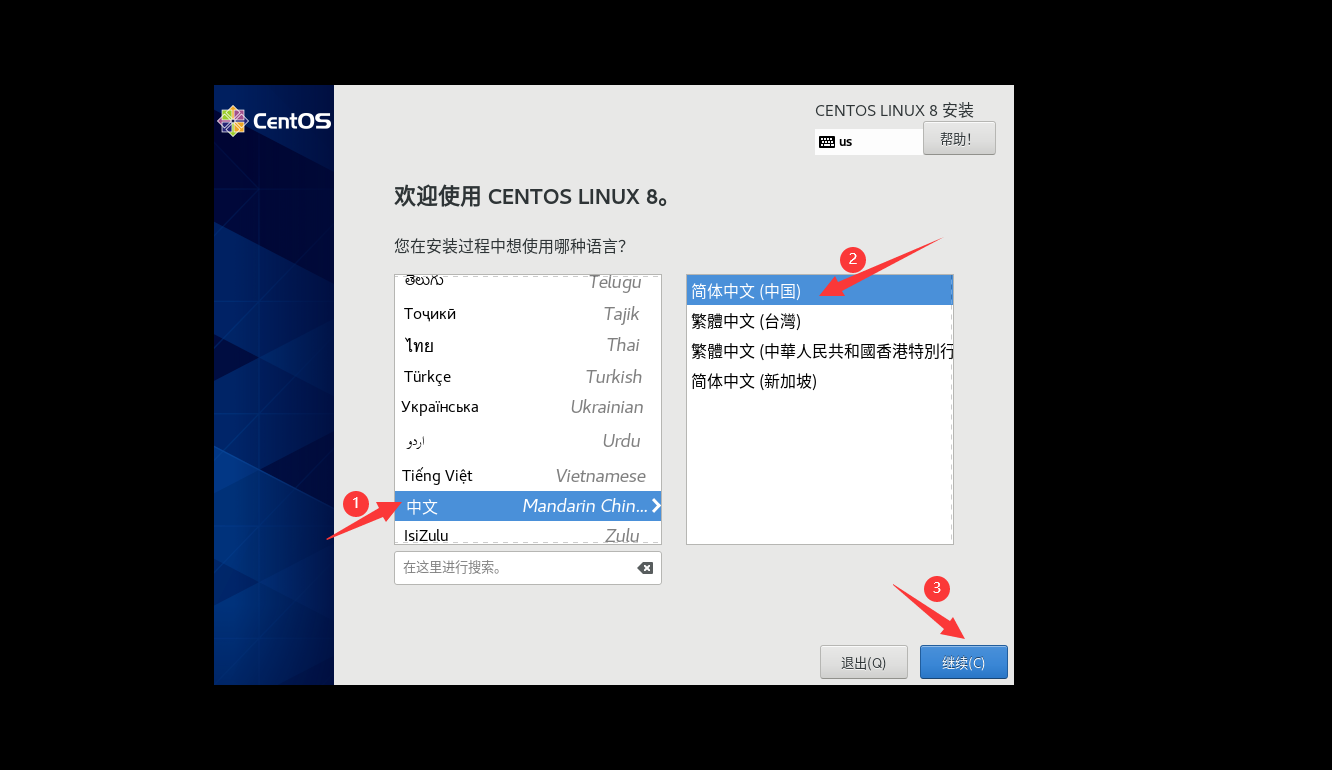 CentOS
CENTOS LINUX 8 安装
us
帮助!
欢迎使用 CENTOS LINUX 8。
您在安装过程中想使用哪种语言?
తెలుగు Telugu
Тоҷикӣ Tajik
ไทย Thai
Türkçe Turkish
Українська Ukrainian
اردو Urdu
Tiếng Việt Vietnamese
中文 Mandarin Chin...
IsiZulu Zulu
在这里进行搜索。
简体中文 (中国)
繁體中文 (台灣)
繁體中文 (中華人民共和國香港特別行
简体中文 (新加坡)
1
2
3
退出(Q)
继续(C)